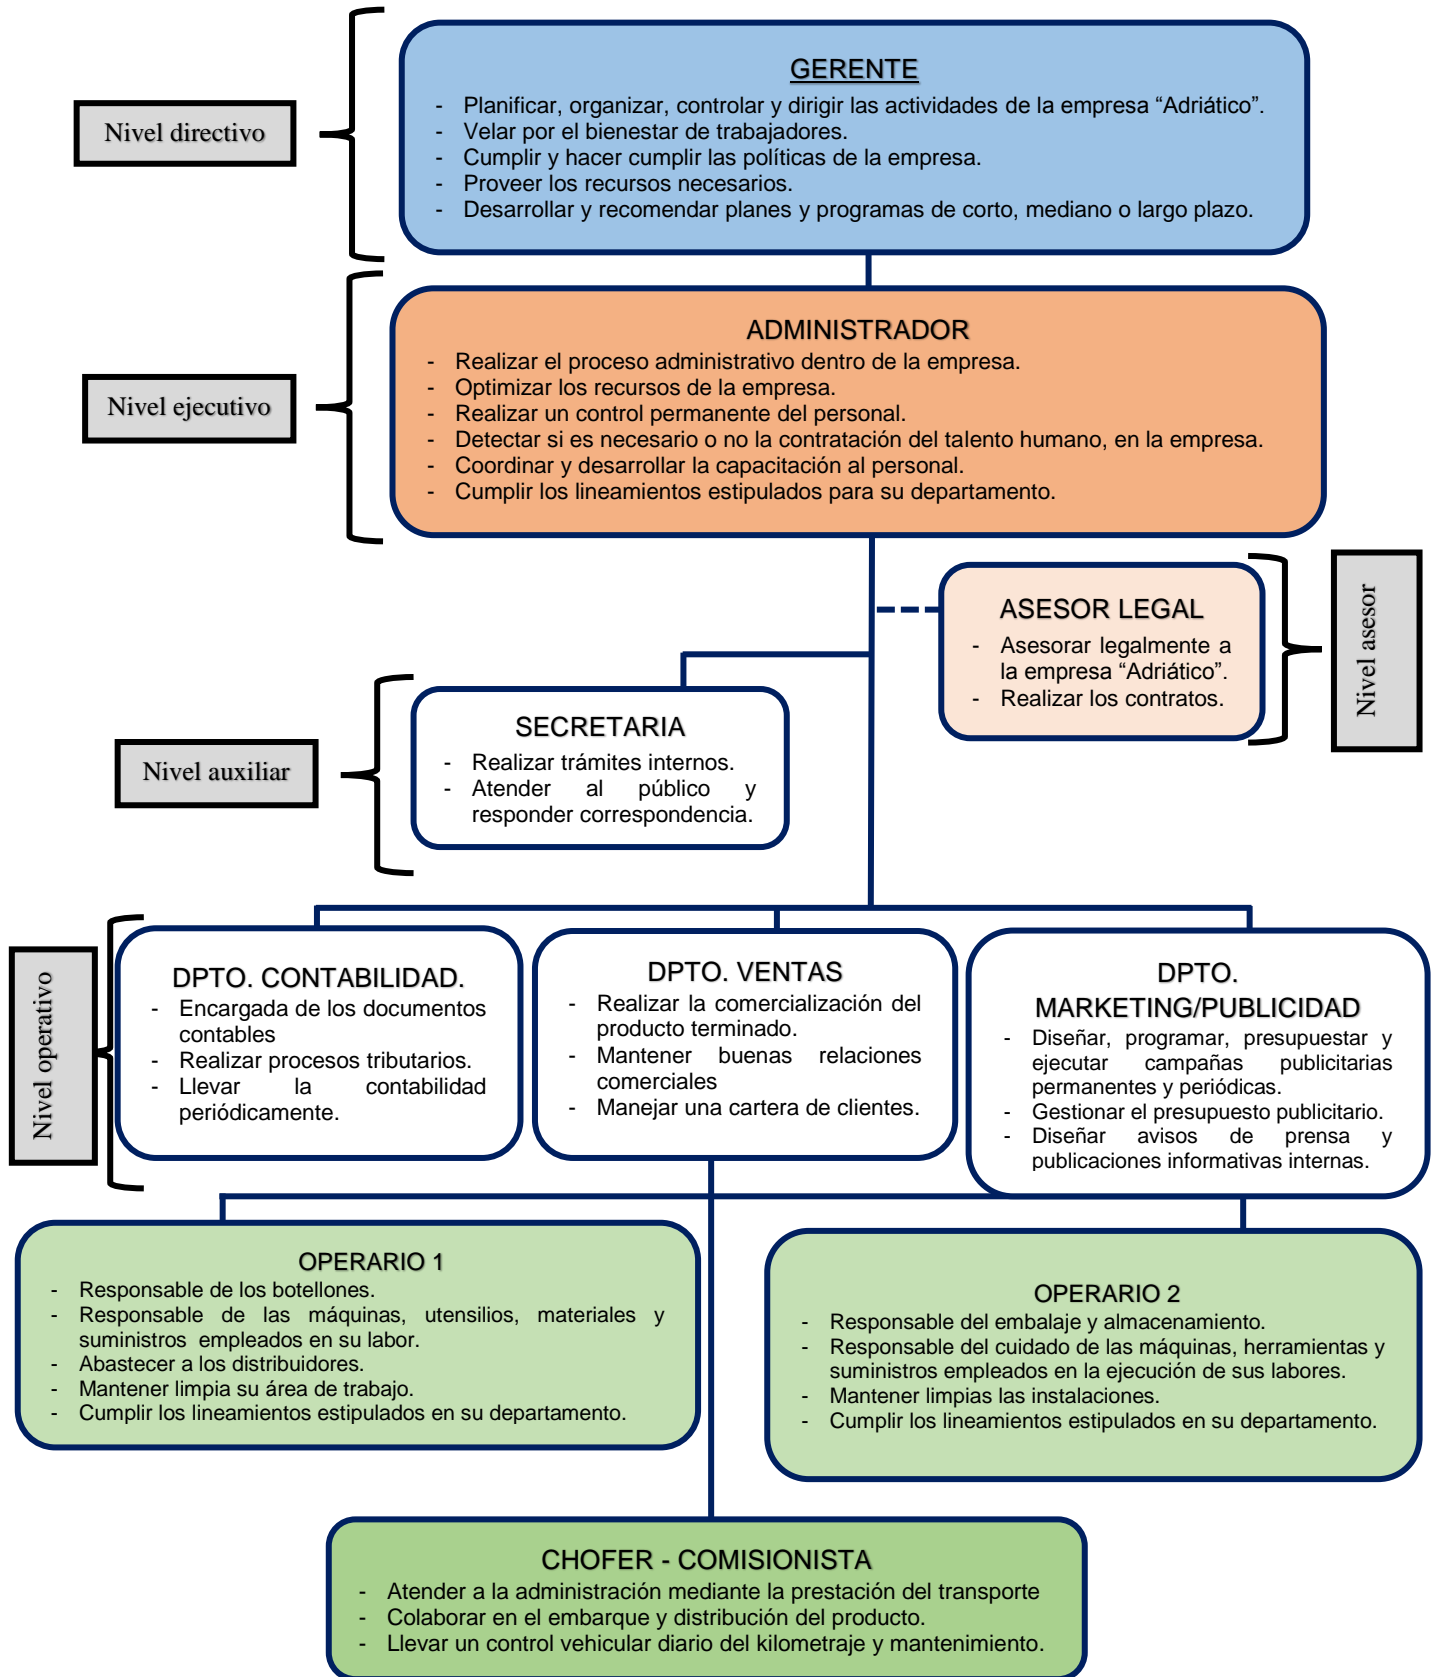 GERENTE
Nivel directivo
- Planificar, organizar, controlar y dirigir las actividades de la empresa “Adriático”.
- Velar por el bienestar de trabajadores.
- Cumplir y hacer cumplir las políticas de la empresa.
- Proveer los recursos necesarios.
- Desarrollar y recomendar planes y programas de corto, mediano o largo plazo.
ADMINISTRADOR
Nivel ejecutivo
- Realizar el proceso administrativo dentro de la empresa.
- Optimizar los recursos de la empresa.
- Realizar un control permanente del personal.
- Detectar si es necesario o no la contratación del talento humano, en la empresa.
- Coordinar y desarrollar la capacitación al personal.
- Cumplir los lineamientos estipulados para su departamento.
ASESOR LEGAL
- Asesorar legalmente a
la empresa “Adriático”.
- Realizar los contratos.
Nivel asesor
SECRETARIA
Nivel auxiliar
- Realizar trámites internos.
- Atender al público y
responder correspondencia.
Nivel operativo
DPTO. CONTABILIDAD.
- Encargada de los documentos
contables
- Realizar procesos tributarios.
- Llevar la contabilidad
periódicamente.
DPTO. VENTAS
- Realizar la comercialización del
producto terminado.
- Mantener buenas relaciones
comerciales
- Manejar una cartera de clientes.
DPTO.
MARKETING/PUBLICIDAD
- Diseñar, programar, presupuestar y
ejecutar campañas publicitarias
permanentes y periódicas.
- Gestionar el presupuesto publicitario.
- Diseñar avisos de prensa y
publicaciones informativas internas.
OPERARIO 1
- Responsable de los botellones.
- Responsable de las máquinas, utensilios, materiales y
suministros empleados en su labor.
- Abastecer a los distribuidores.
- Mantener limpia su área de trabajo.
- Cumplir los lineamientos estipulados en su departamento.
OPERARIO 2
- Responsable del embalaje y almacenamiento.
- Responsable del cuidado de las máquinas, herramientas y
suministros empleados en la ejecución de sus labores.
- Mantener limpias las instalaciones.
- Cumplir los lineamientos estipulados en su departamento.
CHOFER - COMISIONISTA
- Atender a la administración mediante la prestación del transporte
- Colaborar en el embarque y distribución del producto.
- Llevar un control vehicular diario del kilometraje y mantenimiento.